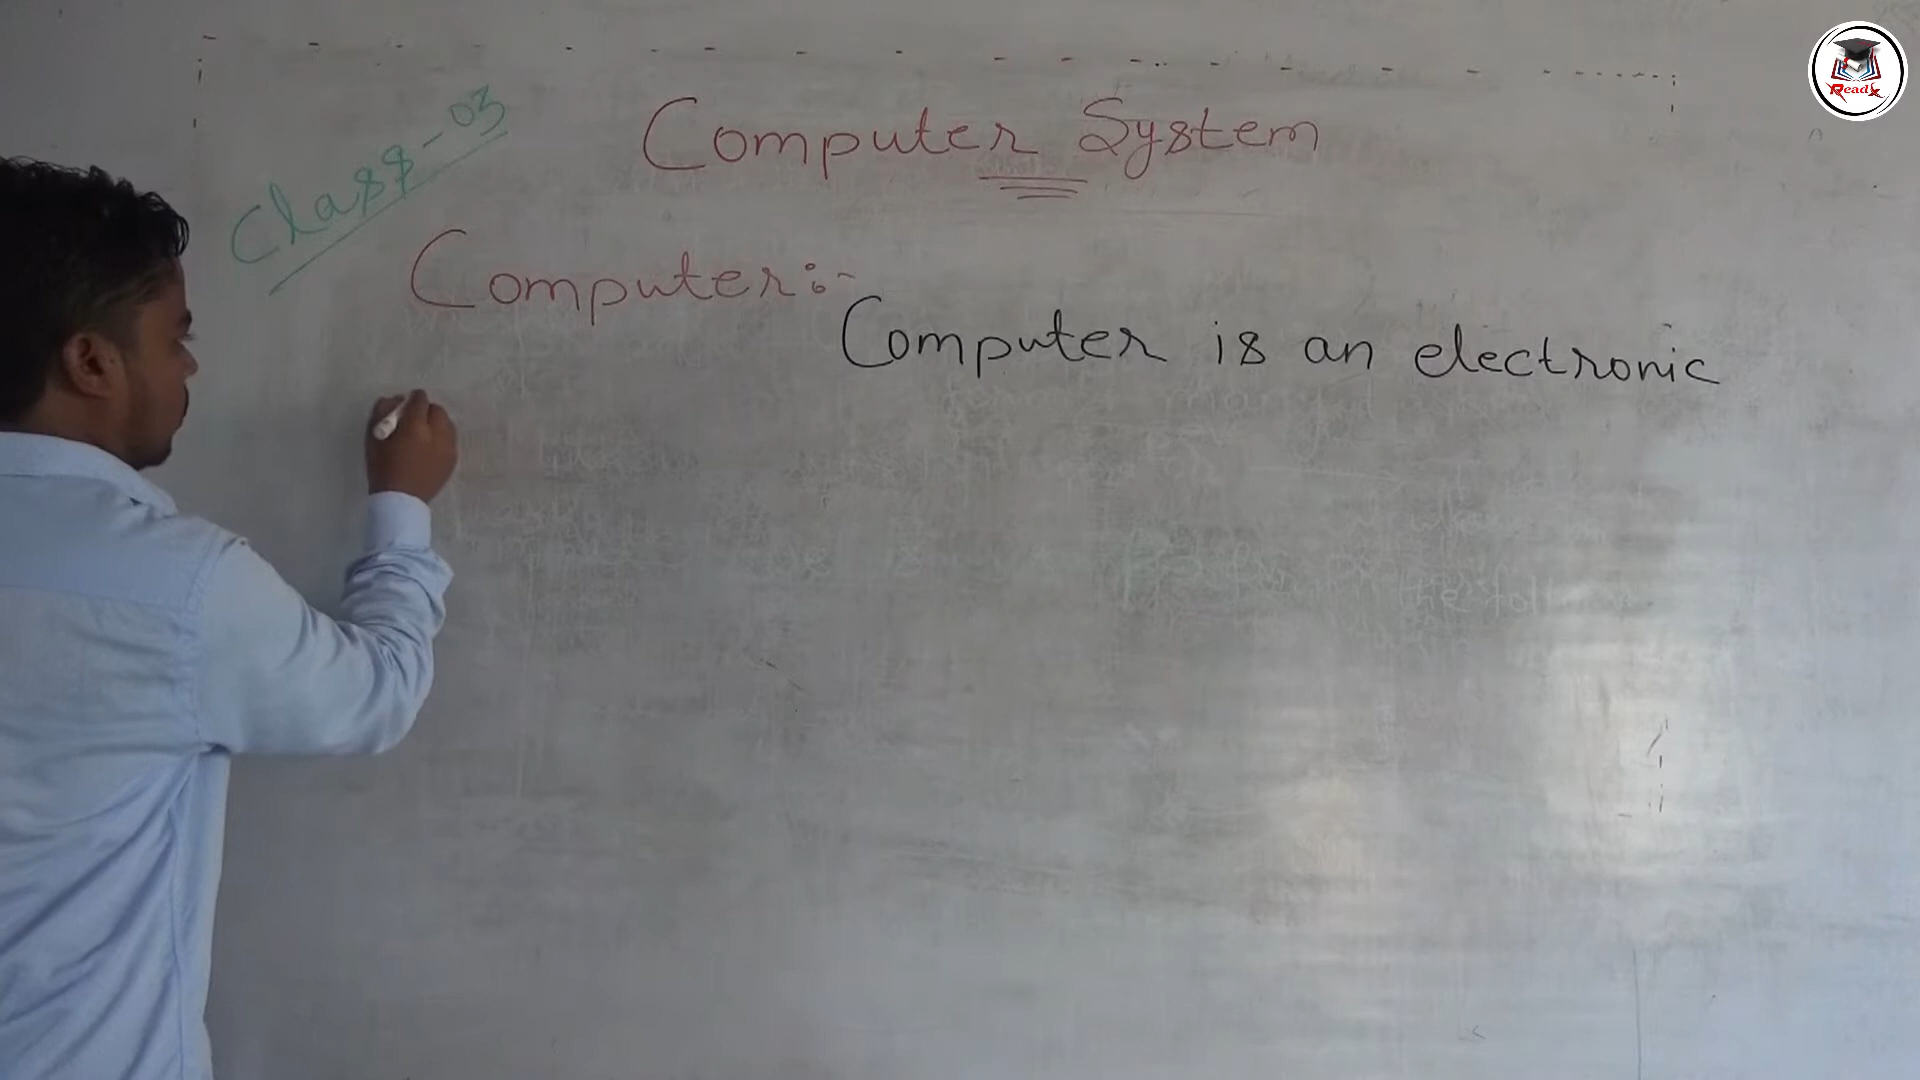 Class-03
Computer System
Computer:-
Computer is an electronic
ReadX